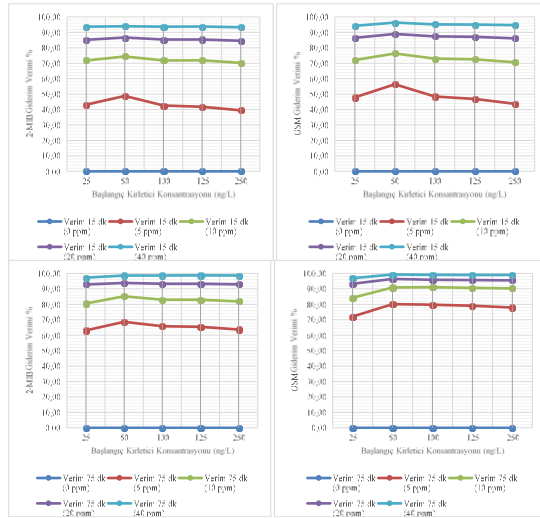 2-MIB Giderim Verimi %
100,00
90,00
80,00
70,00
60,00
50,00
40,00
30,00
20,00
10,00
0,00
25
50
100
125
250
Başlangıç Kirletici Konsantrasyonu (ng/L)
Verim 15 dk (0 ppm)
Verim 15 dk (5 ppm)
Verim 15 dk (10 ppm)
Verim 15 dk (20 ppm)
Verim 15 dk (40 ppm)
GSM Giderim Verimi %
100,00
90,00
80,00
70,00
60,00
50,00
40,00
30,00
20,00
10,00
0,00
25
50
100
125
250
Başlangıç Kirletici Konsantrasyonu (ng/L)
Verim 15 dk (0 ppm)
Verim 15 dk (5 ppm)
Verim 15 dk (10 ppm)
Verim 15 dk (20 ppm)
Verim 15 dk (40 ppm)
2-MIB Giderim Verimi %
100,00
90,00
80,00
70,00
60,00
50,00
40,00
30,00
20,00
10,00
0,00
25
50
100
125
250
Başlangıç Kirletici Konsantrasyonu (ng/L)
Verim 75 dk (0 ppm)
Verim 75 dk (5 ppm)
Verim 75 dk (10 ppm)
Verim 75 dk (20 ppm)
Verim 75 dk (40 ppm)
GSM Giderim Verimi %
100,00
90,00
80,00
70,00
60,00
50,00
40,00
30,00
20,00
10,00
0,00
25
50
100
125
250
Başlangıç Kirletici Konsantrasyonu (ng/L)
Verim 75 dk (0 ppm)
Verim 75 dk (5 ppm)
Verim 75 dk (10 ppm)
Verim 75 dk (20 ppm)
Verim 75 dk (40 ppm)